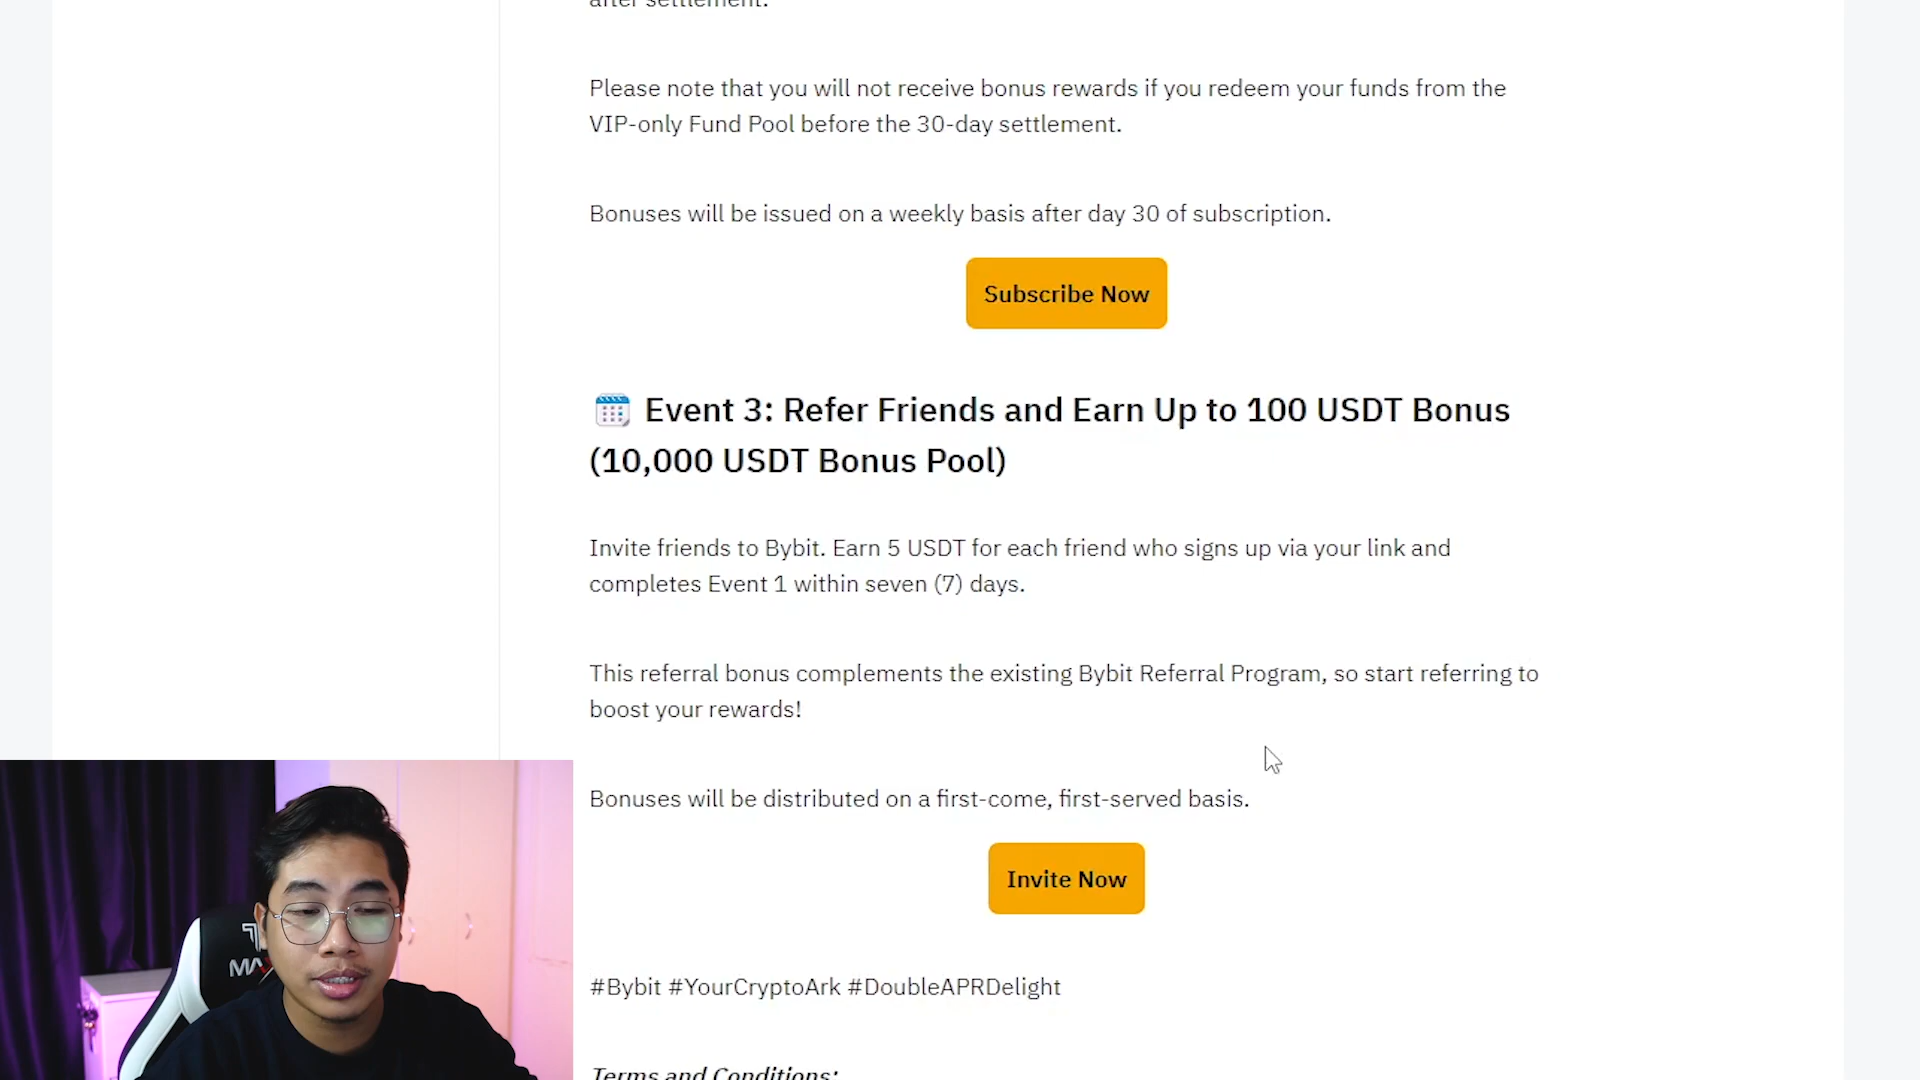 after settlement.
Please note that you will not receive bonus rewards if you redeem your funds from the
VIP-only Fund Pool before the 30-day settlement.
Bonuses will be issued on a weekly basis after day 30 of subscription.
Subscribe Now
Event 3: Refer Friends and Earn Up to 100 USDT Bonus
(10,000 USDT Bonus Pool)
Invite friends to Bybit. Earn 5 USDT for each friend who signs up via your link and
completes Event 1 within seven (7) days.
This referral bonus complements the existing Bybit Referral Program, so start referring to
boost your rewards!
Bonuses will be distributed on a first-come, first-served basis.
Invite Now
#Bybit #YourCryptoArk #DoubleAPRDelight
Terms and Conditions: